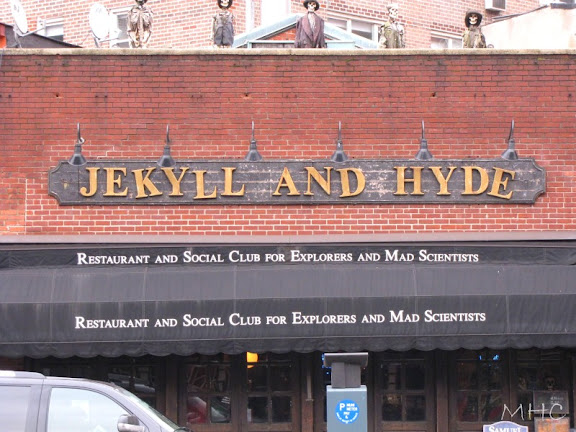 JEKYLL AND HYDE
RESTAURANT AND SOCIAL CLUB FOR EXPLORERS AND MAD SCIENTISTS
RESTAURANT AND SOCIAL CLUB FOR EXPLORERS AND MAD SCIENTISTS
MHC
SAMUEL